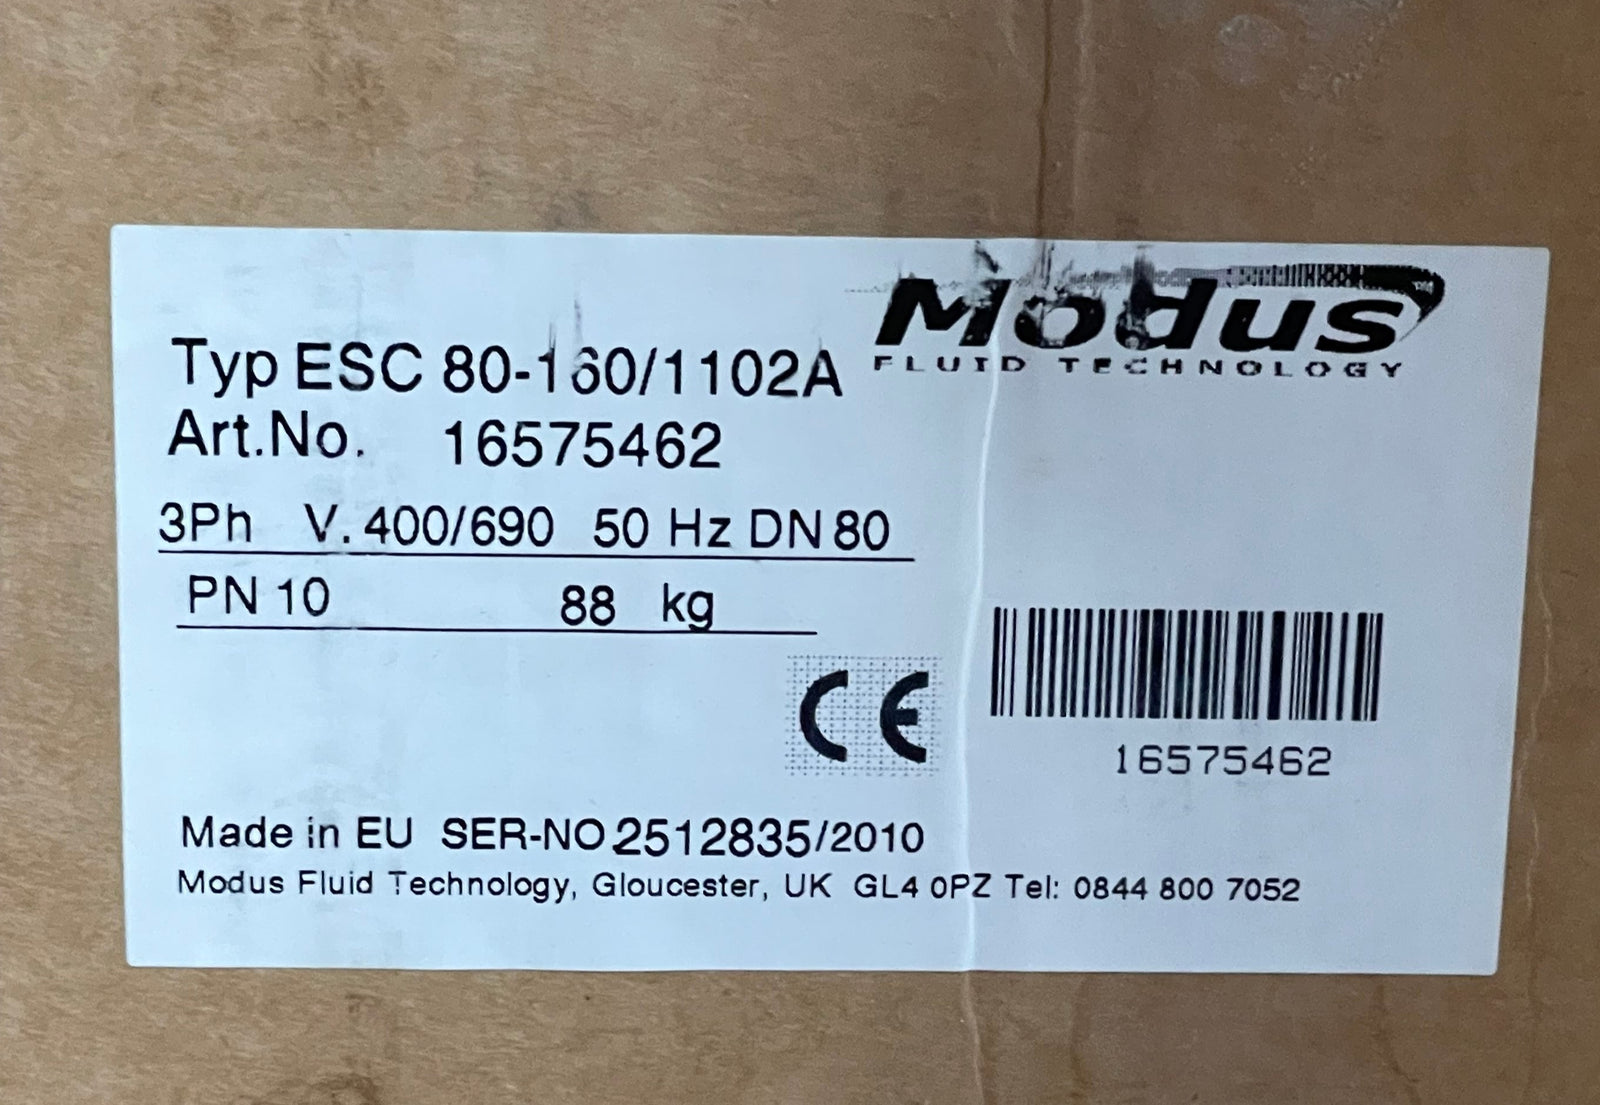 Modus
FLUID TECHNOLOGY
Typ ESC 80-160/1102A
Art.No. 16575462
3Ph V. 400/690 50 Hz DN 80
PN 10 88 kg
CE
16575462
Made in EU SER-NO 2512835/2010
Modus Fluid Technology, Gloucester, UK GL4 0PZ Tel: 0844 800 7052